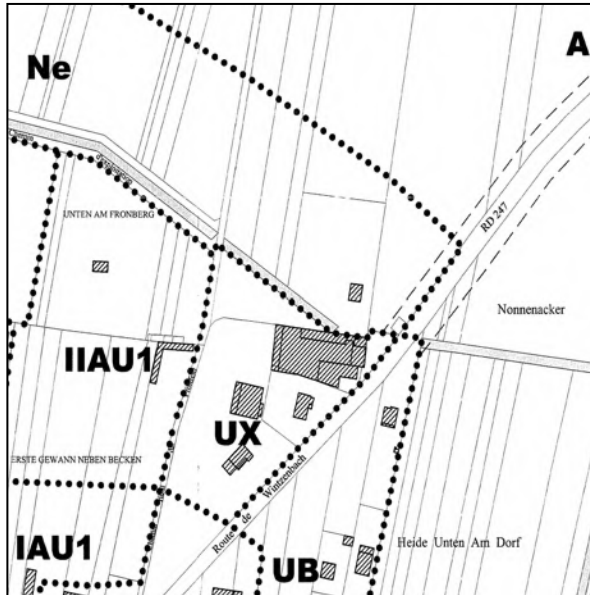 A
Ne
UNTEN AM FRONBERG
RD 247
Nonnenacker
IIAU1
UX
ERSTE GEWANN NEBEN BECKEN
Route de Wintzenbach
Heide Unten Am Dorf
IAU1
UB